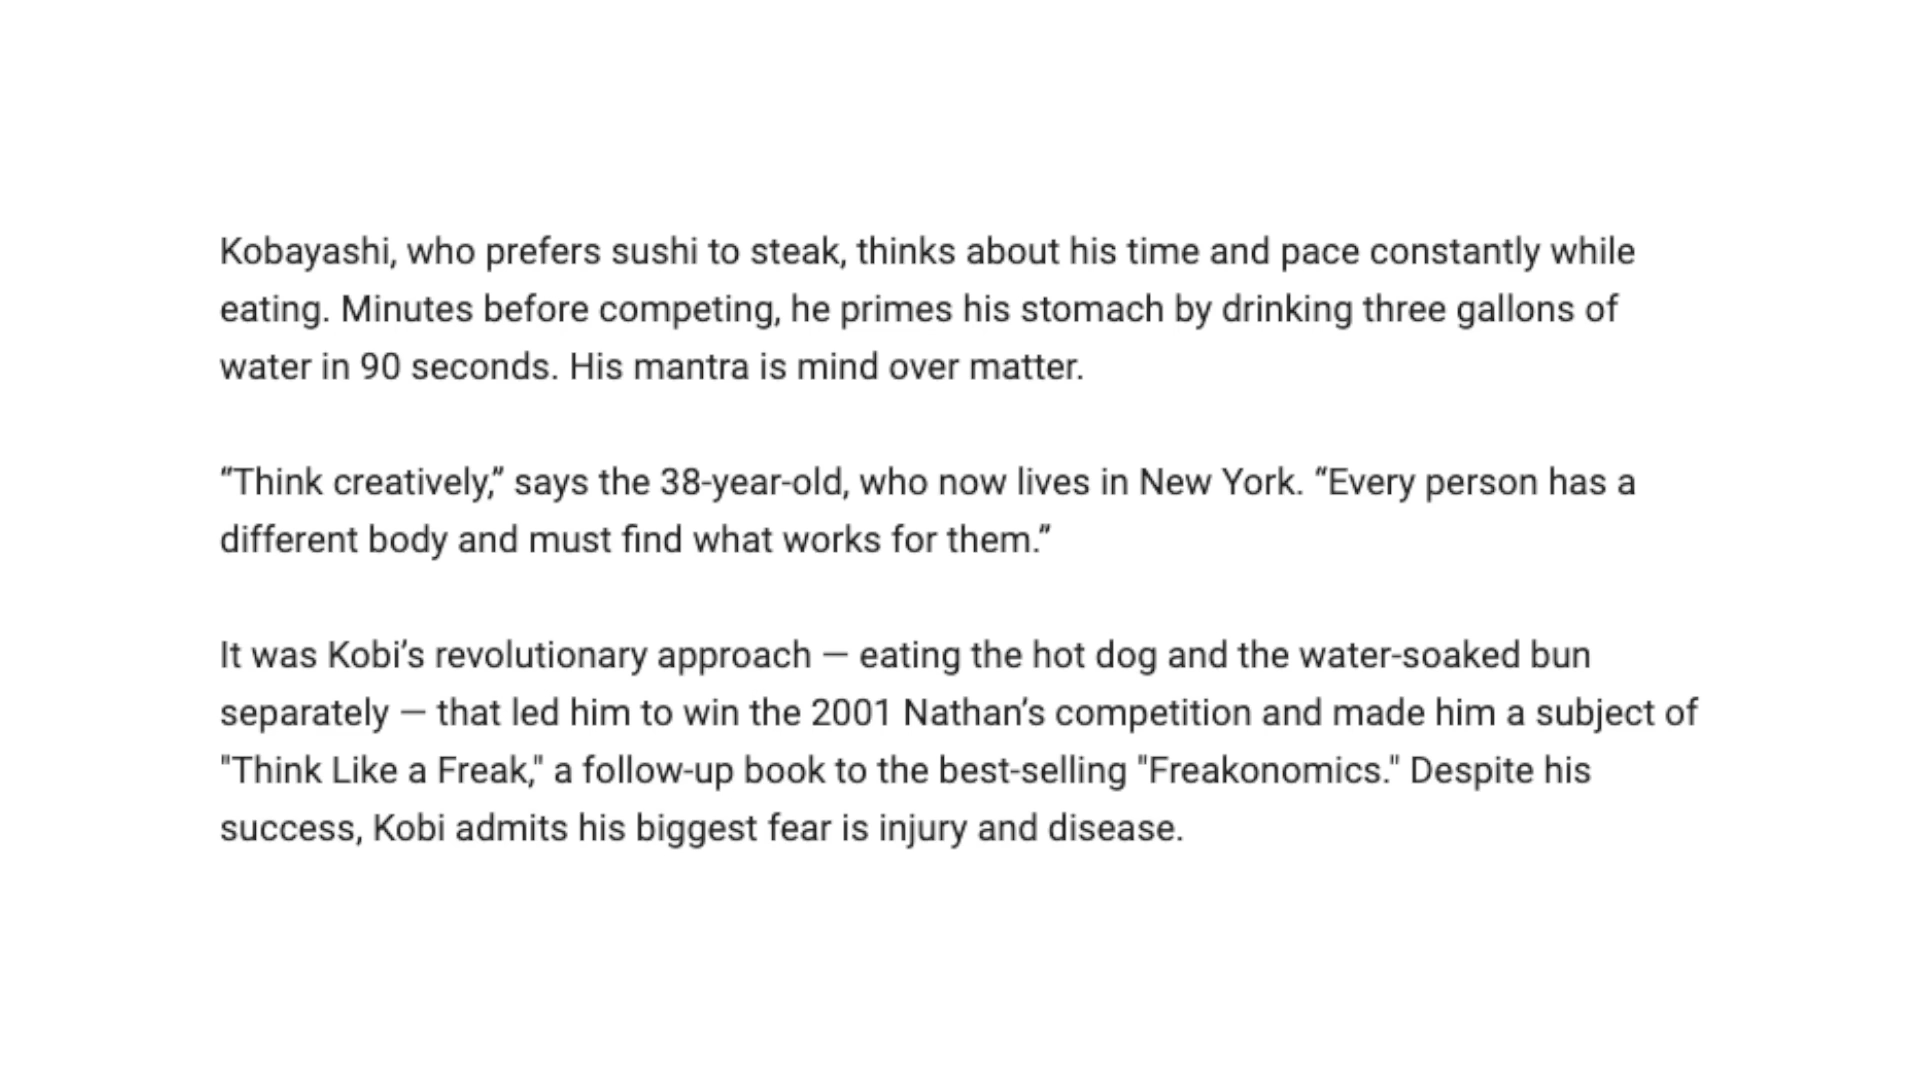 Kobayashi, who prefers sushi to steak, thinks about his time and pace constantly while
eating. Minutes before competing, he primes his stomach by drinking three gallons of
water in 90 seconds. His mantra is mind over matter.
“Think creatively,” says the 38-year-old, who now lives in New York. “Every person has a
different body and must find what works for them.”
It was Kobi’s revolutionary approach — eating the hot dog and the water-soaked bun
separately — that led him to win the 2001 Nathan’s competition and made him a subject of
"Think Like a Freak," a follow-up book to the best-selling "Freakonomics." Despite his
success, Kobi admits his biggest fear is injury and disease.